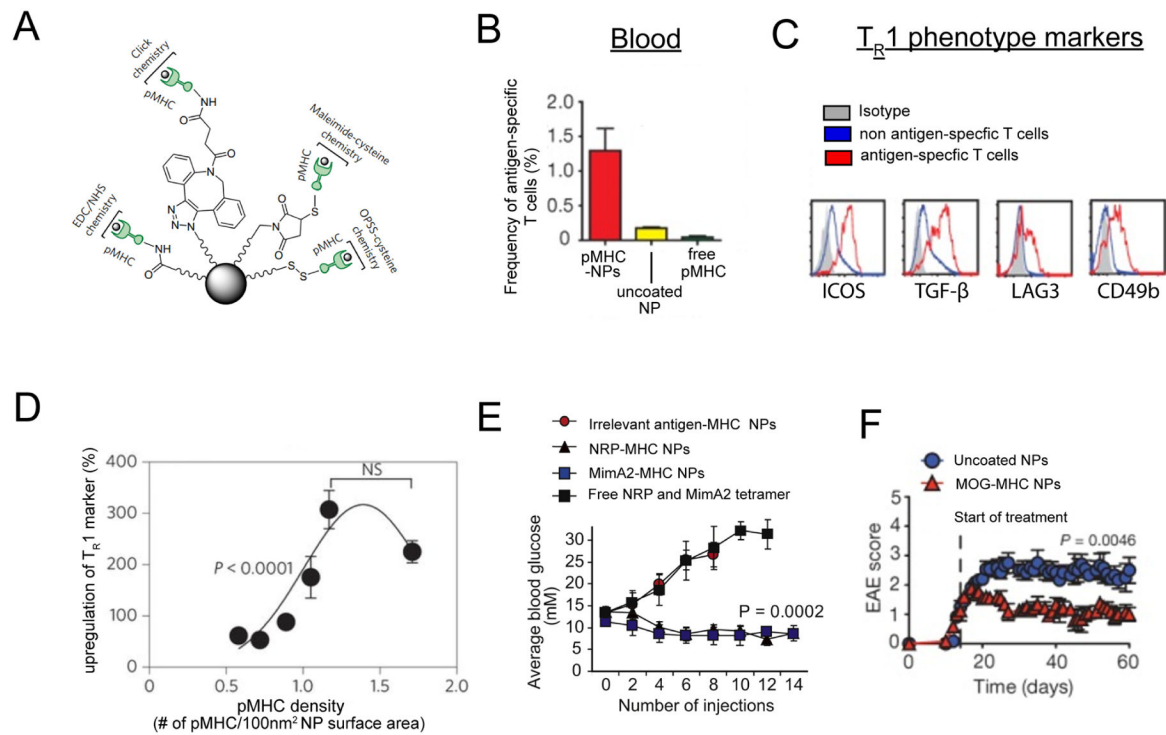 A
Click
chemistry
pMHC
NH
O
O
N
N
N
N
EDC/NHS
chemistry
pMHC
NH
O
Maleimide-cysteine
chemistry
pMHC
S
O
N
O
OPSS-cysteine
chemistry
pMHC
S
S
B
Blood
Frequency of antigen-specific
T cells (%)
2.0
1.5
1.0
0.5
0
pMHC
-NPs
uncoated
NP
free
pMHC
C
TR1 phenotype markers
Isotype
non antigen-specfic T cells
antigen-specfic T cells
ICOS
TGF-β
LAG3
CD49b
D
upregulation of TR1 marker (%)
400
300
200
100
0
NS
P < 0.0001
0
0.5
1.0
1.5
2.0
pMHC density
(# of pMHC/100nm² NP surface area)
E
Irrelevant antigen-MHC NPs
NRP-MHC NPs
MimA2-MHC NPs
Free NRP and MimA2 tetramer
Average blood glucose
(mM)
30
25
20
15
10
5
0
P = 0.0002
0 2 4 6 8 10 12 14
Number of injections
F
Uncoated NPs
MOG-MHC NPs
Start of treatment
P = 0.0046
EAE score
5
4
3
2
1
0
0
20
40
60
Time (days)